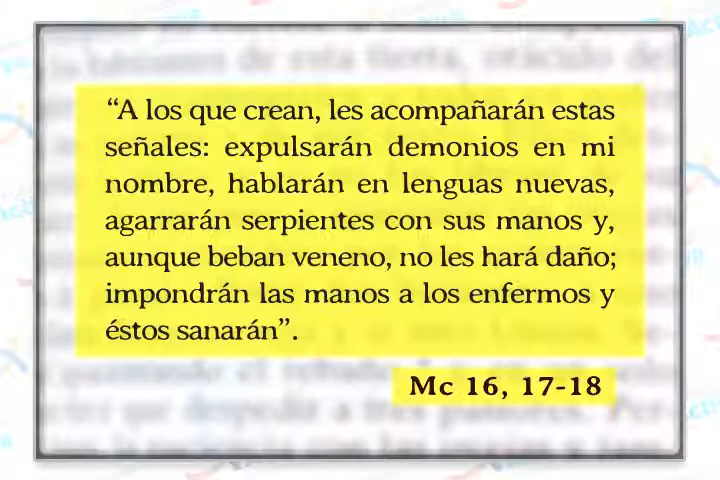 “A los que crean, les acompañarán estas
señales: expulsarán demonios en mi
nombre, hablarán en lenguas nuevas,
agarrarán serpientes con sus manos y,
aunque beban veneno, no les hará daño;
impondrán las manos a los enfermos y
éstos sanarán”.
Mc 16, 17-18